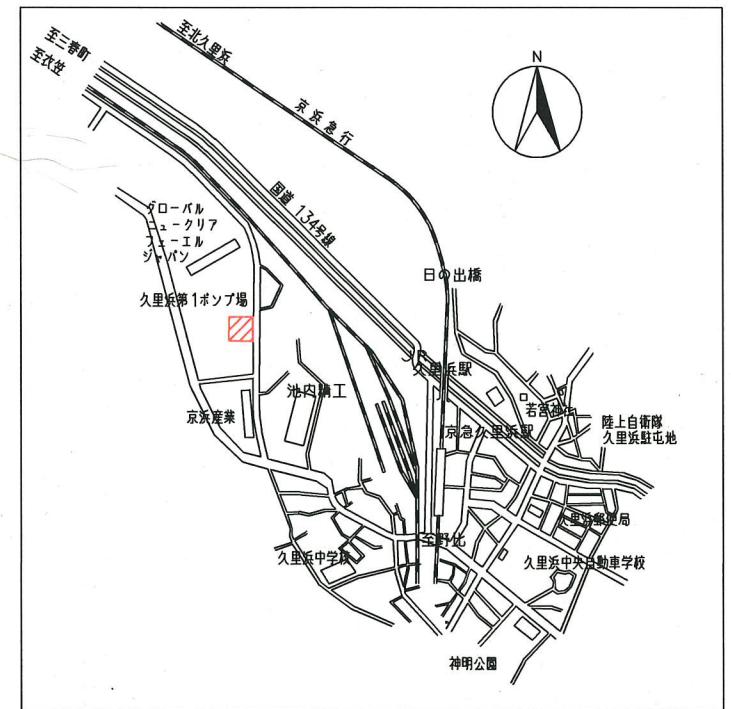 至北久里浜
至三春町
至衣笠
N
京浜急行
国道 134号線
グローバル
ニュークリア
フューエル
ジャパン
日の出橋
久里浜第1ポンプ場
JR
久里浜駅
池内精工
若宮神社
京浜産業
京急久里浜駅
陸上自衛隊
久里浜駐屯地
久里浜郵便局
至野比
久里浜中学校
久里浜中央自動車学校
神明公園